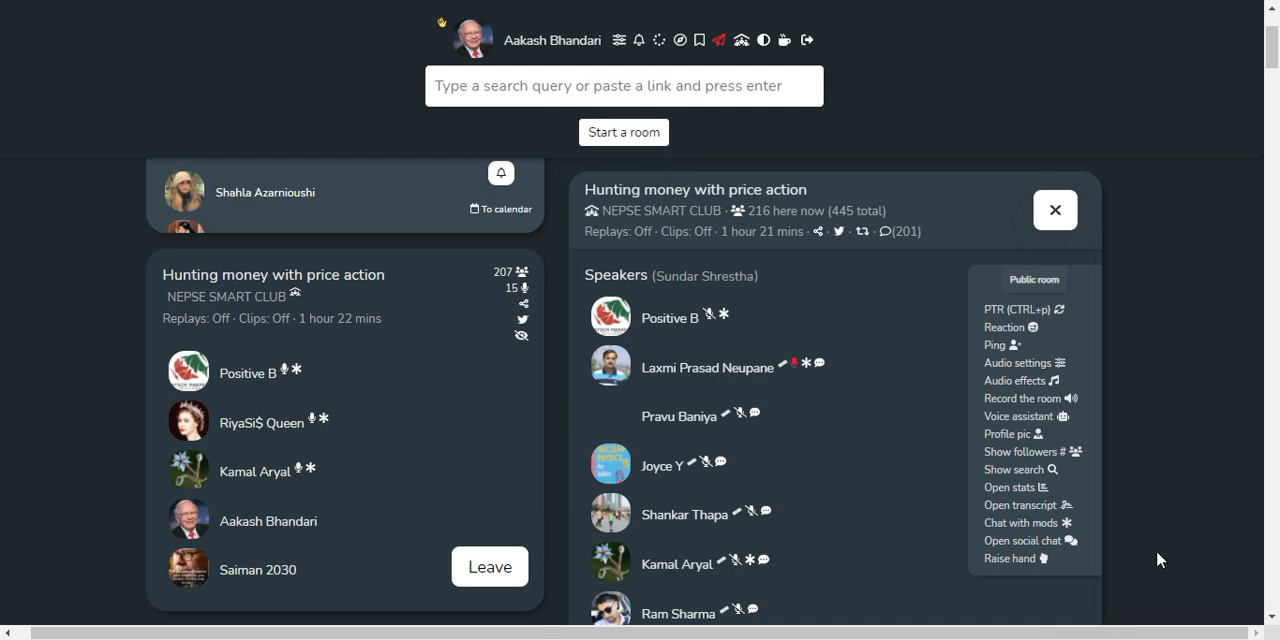 Aakash Bhandari
Type a search query or paste a link and press enter
Start a room
Shahla Azarnioushi
To calendar
Hunting money with price action
207
NEPSE SMART CLUB
15
Replays: Off · Clips: Off · 1 hour 22 mins
Positive B
RiyaSi$ Queen
Kamal Aryal
Aakash Bhandari
Saiman 2030
Leave
Hunting money with price action
NEPSE SMART CLUB · 216 here now (445 total)
Replays: Off · Clips: Off · 1 hour 21 mins · · · · (201)
Speakers (Sundar Shrestha)
Positive B
Laxmi Prasad Neupane
Pravu Baniya
Joyce Y
Shankar Thapa
Kamal Aryal
Ram Sharma
Public room
PTR (CTRL+p)
Reaction
Ping
Audio settings
Audio effects
Record the room
Voice assistant
Profile pic
Show followers #
Show search
Open stats
Open transcript
Chat with mods
Open social chat
Raise hand